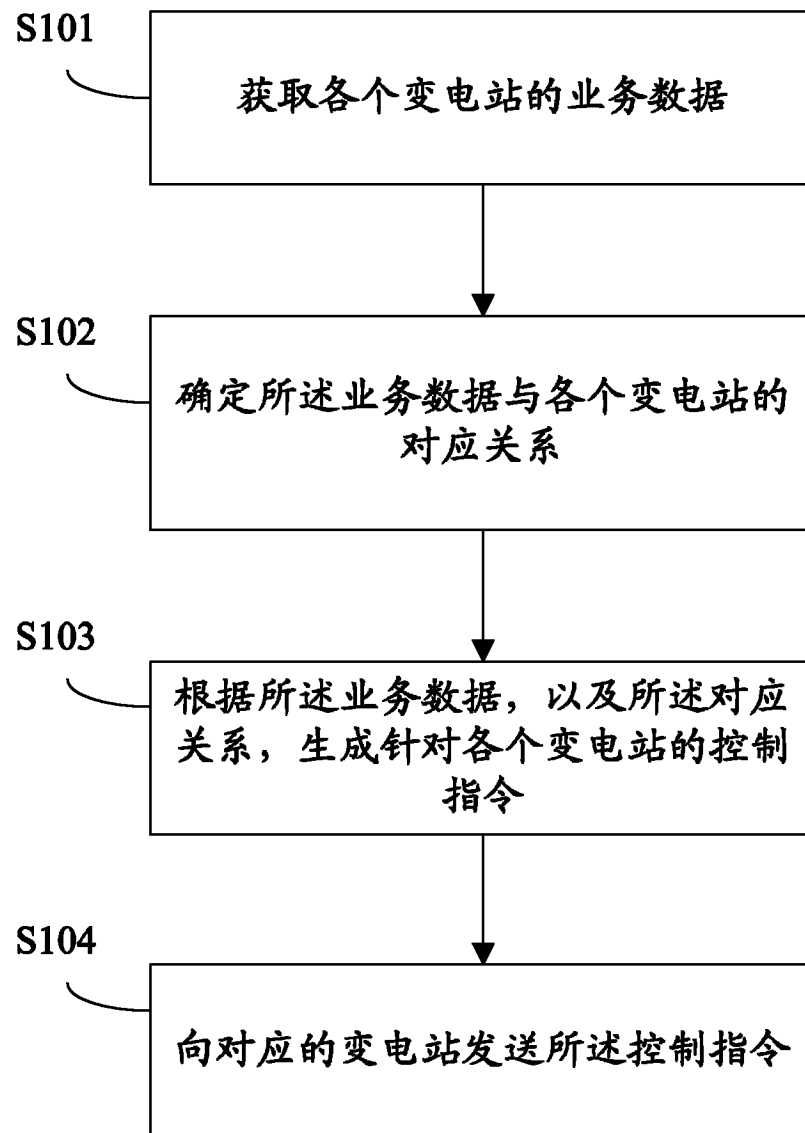 S101
获取各个变电站的业务数据
S102
确定所述业务数据与各个变电站的
对应关系
S103
根据所述业务数据，以及所述对应
关系，生成针对各个变电站的控制
指令
S104
向对应的变电站发送所述控制指令